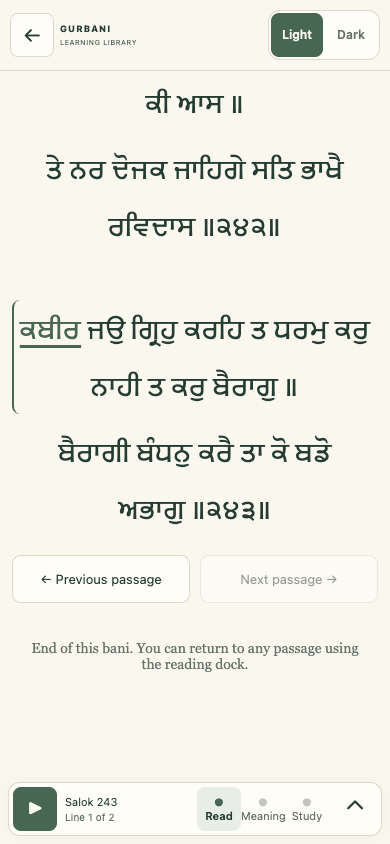 ←
GURBANI
LEARNING LIBRARY
Light
Dark
ਕੀ ਆਸ ॥
ਤੇ ਨਰ ਦੋਜਕ ਜਾਹਿਗੇ ਸਤਿ ਭਾਖੈ
ਰਵਿਦਾਸ ॥੨੪੨॥
ਕਬੀਰ ਜਉ ਗ੍ਰਿਹੁ ਕਰਹਿ ਤ ਧਰਮੁ ਕਰੁ
ਨਾਹੀ ਤ ਕਰੁ ਬੈਰਾਗੁ ॥
ਬੈਰਾਗੀ ਬੰਧਨੁ ਕਰੈ ਤਾ ਕੋ ਬਡੋ
ਅਭਾਗੁ ॥੨੪੩॥
← Previous passage
Next passage →
End of this bani. You can return to any passage using
the reading dock.
Salok 243
Line 1 of 2
Read
Meaning
Study